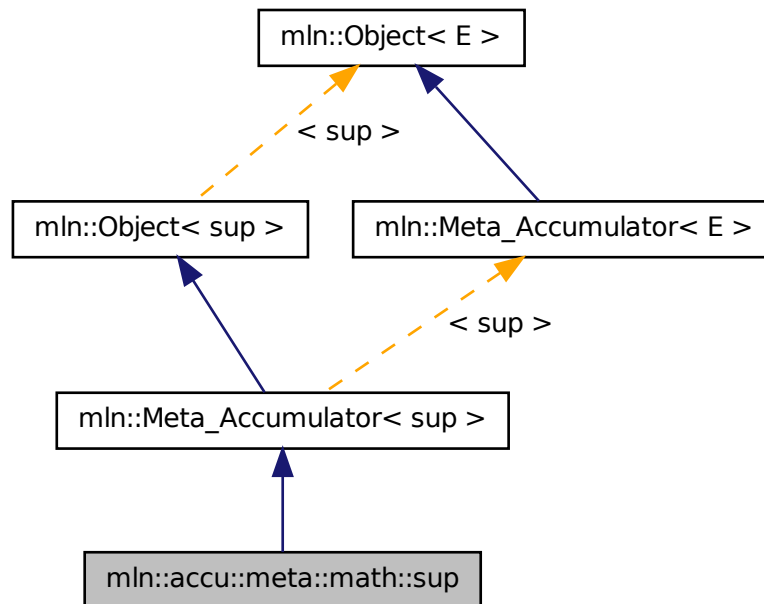 mln::Object< E >
< sup >
mln::Object< sup >
mln::Meta_Accumulator< E >
< sup >
mln::Meta_Accumulator< sup >
mln::accu::meta::math::sup